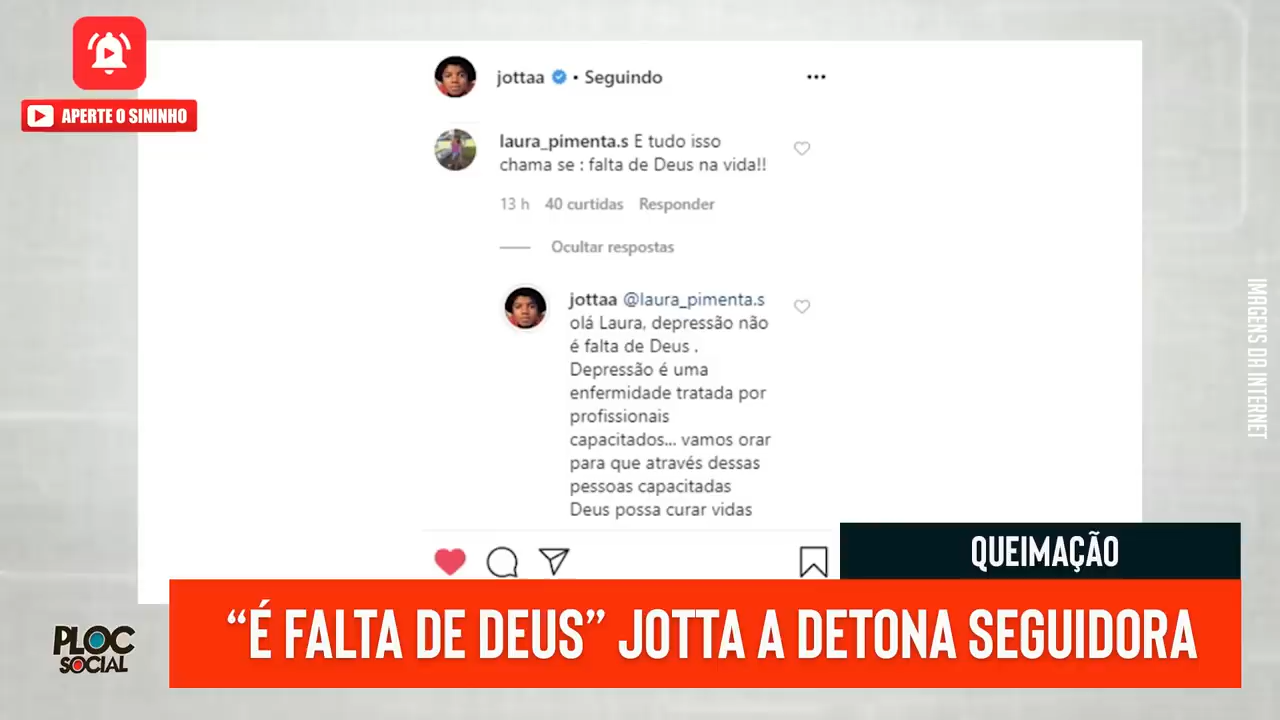 APERTE O SININHO
jottaa • Seguindo
laura_pimenta.s E tudo isso
chama se : falta de Deus na vida!!
13 h 40 curtidas Responder
Ocultar respostas
jottaa @laura_pimenta.s
olá Laura, depressão não
é falta de Deus .
Depressão é uma
enfermidade tratada por
profissionais
capacitados... vamos orar
para que através dessas
pessoas capacitadas
Deus possa curar vidas
IMAGENS DA INTERNET
QUEIMAÇÃO
“É FALTA DE DEUS” JOTTA A DETONA SEGUIDORA
PLOC
SOCIAL